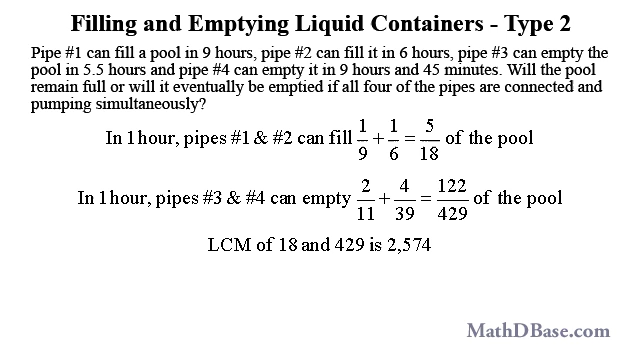 Filling and Emptying Liquid Containers - Type 2
Pipe #1 can fill a pool in 9 hours, pipe #2 can fill it in 6 hours, pipe #3 can empty the
pool in 5.5 hours and pipe #4 can empty it in 9 hours and 45 minutes. Will the pool
remain full or will it eventually be emptied if all four of the pipes are connected and
pumping simultaneously?
In 1 hour, pipes #1 & #2 can fill 1/9 + 1/6 = 5/18 of the pool
In 1 hour, pipes #3 & #4 can empty 2/11 + 4/39 = 122/429 of the pool
LCM of 18 and 429 is 2,574
MathDBase.com